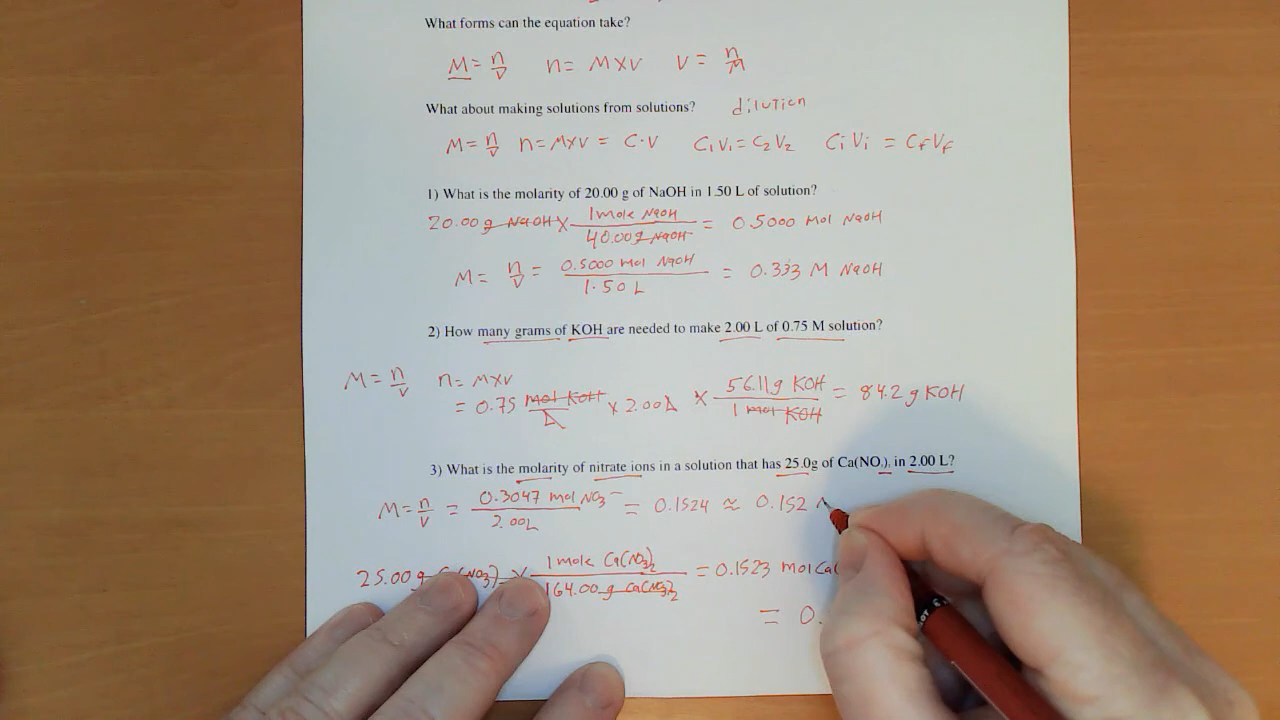 What forms can the equation take?
M = n/V n = M×V V = n/M
What about making solutions from solutions? dilution
M = n/V n = M×V = C·V C₁V₁ = C₂V₂ CᵢVᵢ = C_fV_f
1) What is the molarity of 20.00 g of NaOH in 1.50 L of solution?
20.00 g NaOH × 1 mole NaOH / 40.00 g NaOH = 0.5000 mol NaOH
M = n/V = 0.5000 mol NaOH / 1.50 L = 0.333 M NaOH
2) How many grams of KOH are needed to make 2.00 L of 0.75 M solution?
M = n/V n = M×V
= 0.75 mol KOH / L × 2.00 L × 56.11 g KOH / 1 mol KOH = 84.2 g KOH
3) What is the molarity of nitrate ions in a solution that has 25.0g of Ca(NO₃)₂ in 2.00 L?
M = n/V = 0.3047 mol NO₃⁻ / 2.00 L = 0.1524 ≈ 0.152
25.00 g (NO₃) × 1 mole Ca(NO₃)₂ / 164.00 g Ca(NO₃)₂ = 0.1523 mol Ca(
= 0.